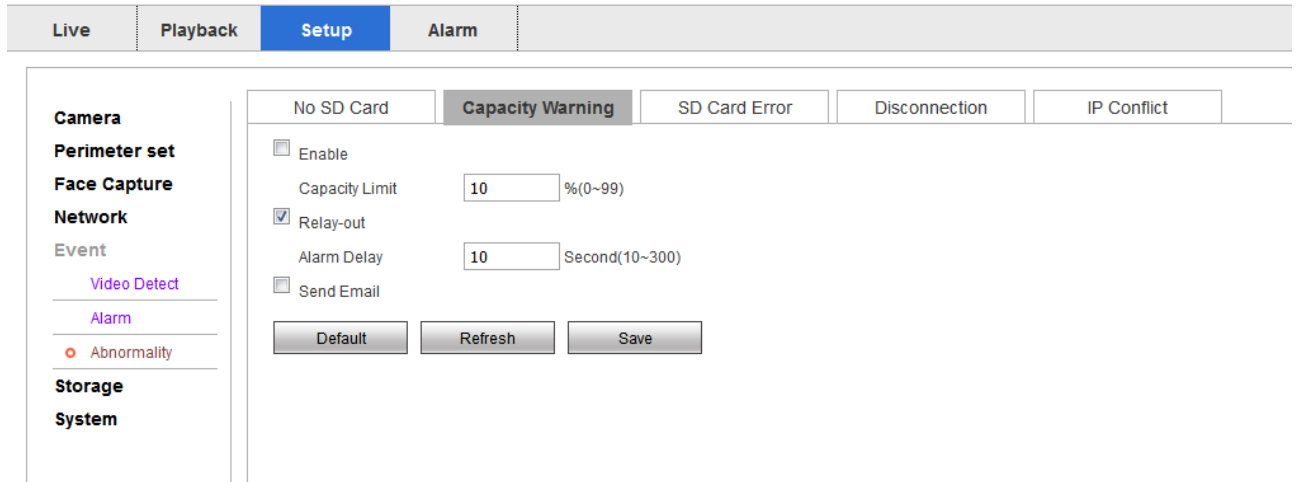 Live Playback Setup Alarm
Camera
Perimeter set
Face Capture
Network
Event
Video Detect
Alarm
Abnormality
Storage
System
No SD Card Capacity Warning SD Card Error Disconnection IP Conflict
Enable
Capacity Limit 10 %(0~99)
Relay-out
Alarm Delay 10 Second(10~300)
Send Email
Default Refresh Save